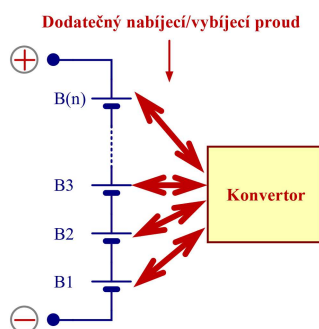 Dodatečný nabíjecí/vybíjecí proud
+
B(n)
B3
Konvertor
B2
B1
−